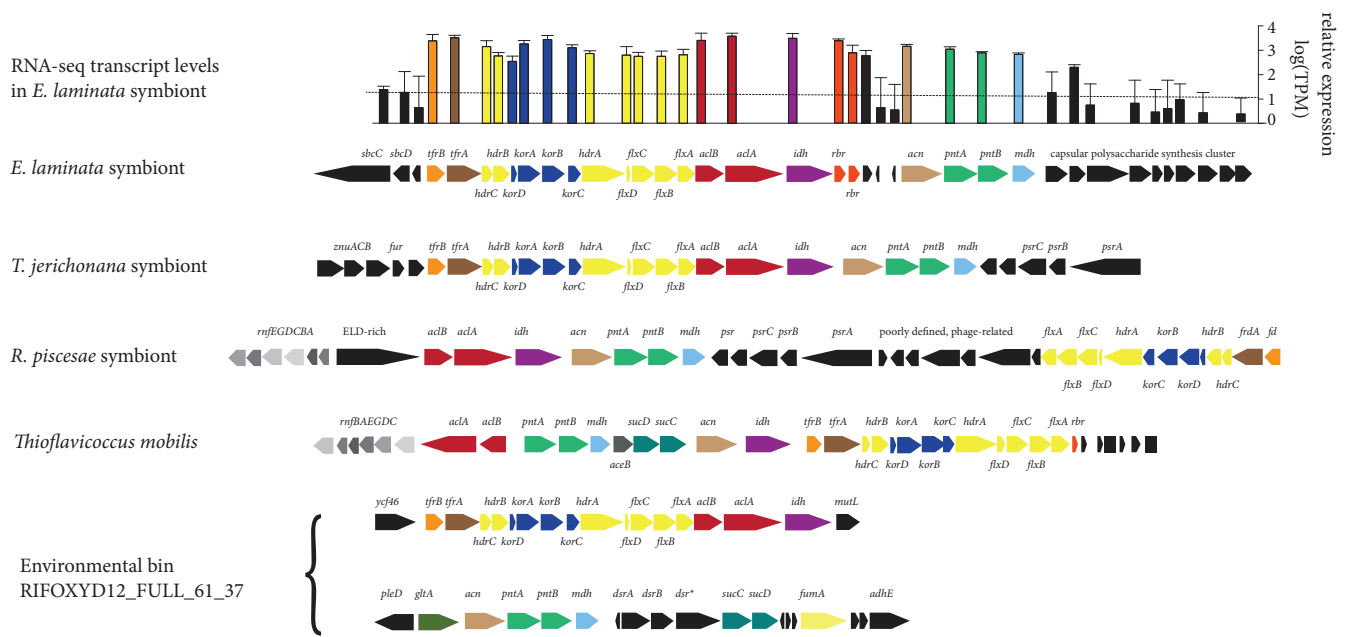 RNA-seq transcript levels
in E. laminata symbiont
4
3
2
1
0
relative expression
log(TPM)
E. laminata symbiont
sbcC sbcD tfrB tfrA hdrB korA korB hdrA flxC flxA aclB aclA idh rbr acn pntA pntB mdh capsular polysaccharide synthesis cluster
hdrC korD korC flxD flxB rbr
T. jerichonana symbiont
znuACB fur tfrB tfrA hdrB korA korB hdrA flxC flxA aclB aclA idh acn pntA pntB mdh psrC psrB psrA
hdrC korD korC flxD flxB
R. piscesae symbiont
rnfEGDCBA ELD-rich aclB aclA idh acn pntA pntB mdh psr psrC psrB psrA poorly defined, phage-related flxA flxC hdrA korB hdrB frdA fd
flxB flxD korC korD hdrC
Thioflavicoccus mobilis
rnfBAEGDC aclA aclB pntA pntB mdh sucD sucC acn idh tfrB tfrA hdrB korA korC hdrA flxC flxA rbr
aceB hdrC korD korB flxD flxB
Environmental bin
RIFOXYD12_FULL_61_37
ycf46 tfrB tfrA hdrB korA korB hdrA flxC flxA aclB aclA idh mutL
hdrC korD korC flxD flxB
pleD gltA acn pntA pntB mdh dsrA dsrB dsr* sucC sucD fumA adhE